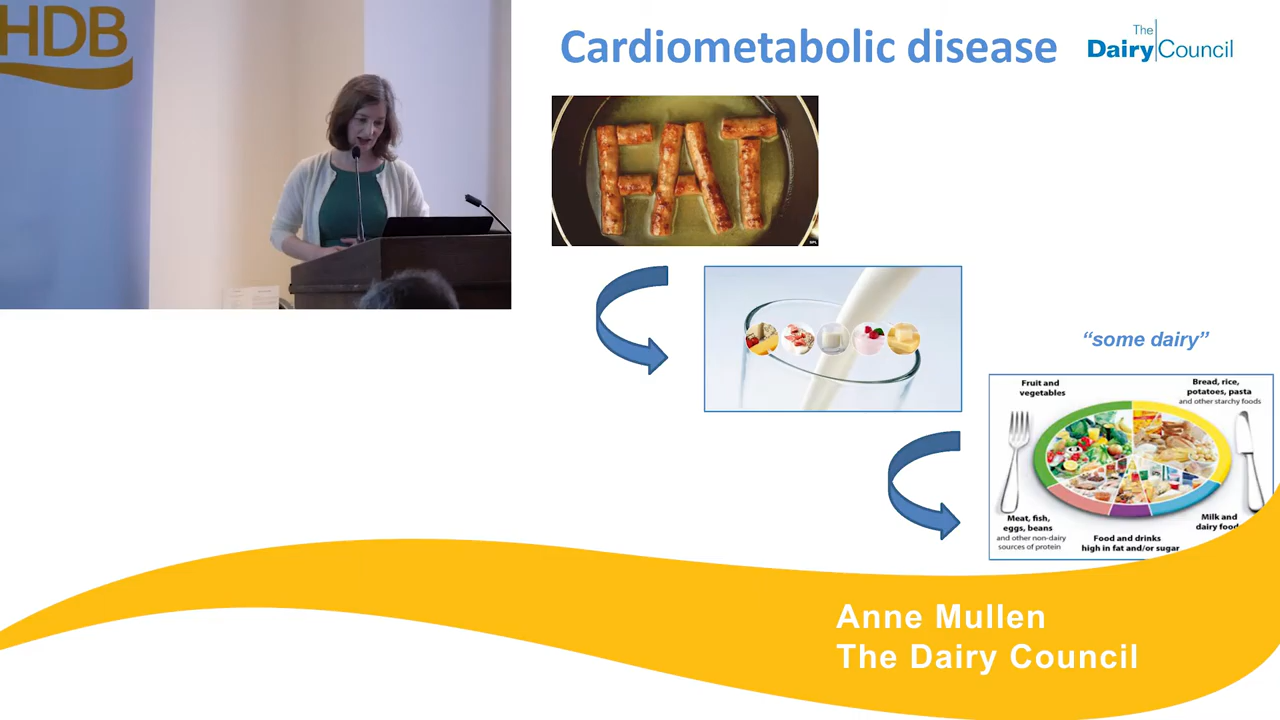 HDB
Cardiometabolic disease
The
Dairy Council
FAT
"some dairy"
Fruit and
vegetables
Bread, rice,
potatoes, pasta
and other starchy foods
Meat, fish,
eggs, beans
and other non-dairy
sources of protein
Food and drinks
high in fat and/or sugar
Milk and
dairy food
Anne Mullen
The Dairy Council